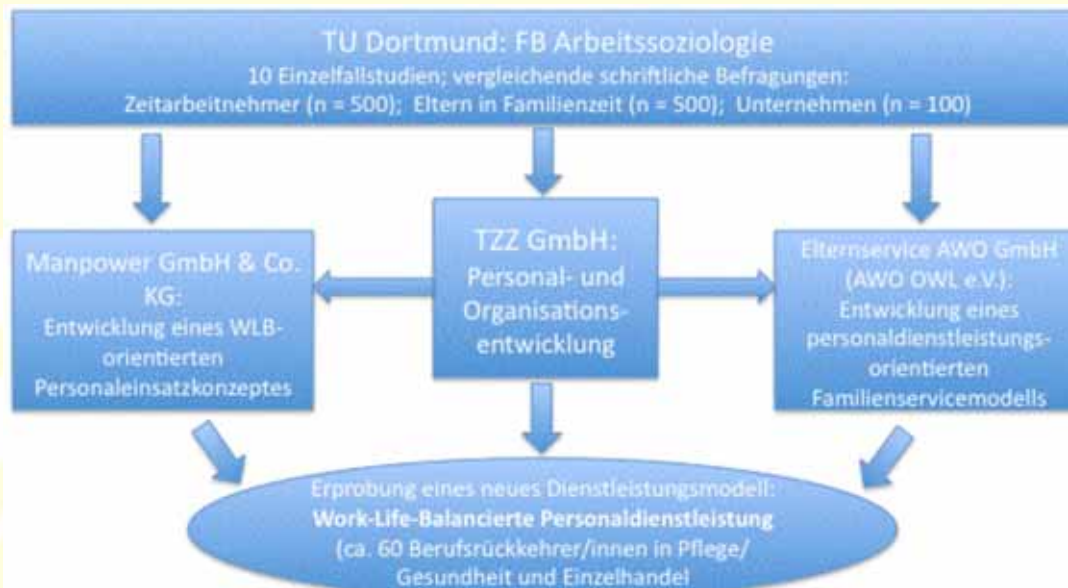 TU Dortmund: FB Arbeitssoziologie
10 Einzelfallstudien; vergleichende schriftliche Befragungen:
Zeitarbeitnehmer (n = 500); Eltern in Familienzeit (n = 500); Unternehmen (n = 100)
Manpower GmbH & Co.
KG:
Entwicklung eines WLB-
orientierten
Personaleinsatzkonzeptes
TZZ GmbH:
Personal- und
Organisations-
entwicklung
Elternservice AWO GmbH
(AWO OWL e.V.):
Entwicklung eines
personaldienstleistungs-
orientierten
Familienservicemodells
Erprobung eines neues Dienstleistungsmodell:
Work-Life-Balancierte Personaldienstleistung
(ca. 60 Berufsrückkehrer/innen in Pflege/
Gesundheit und Einzelhandel